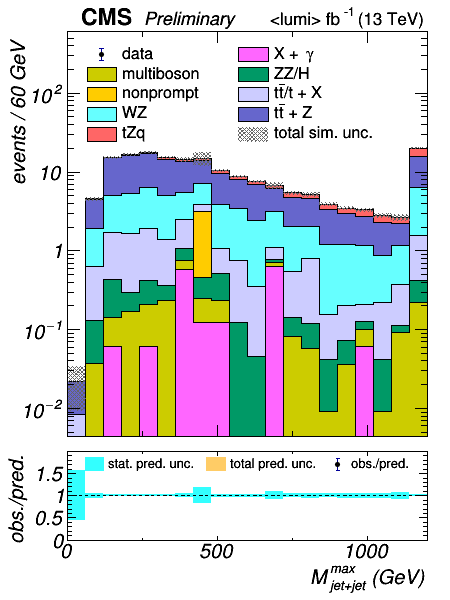 CMS Preliminary <lumi> fb⁻¹ (13 TeV)
events / 60 GeV
data
multiboson
nonprompt
WZ
tZq
X + γ
ZZ/H
tt̄/t + X
tt̄ + Z
total sim. unc.
10²
10
1
10⁻¹
10⁻²
obs./pred.
stat. pred. unc. total pred. unc. obs./pred.
1.5
1
0.5
0
0 500 1000
M^max_jet+jet (GeV)